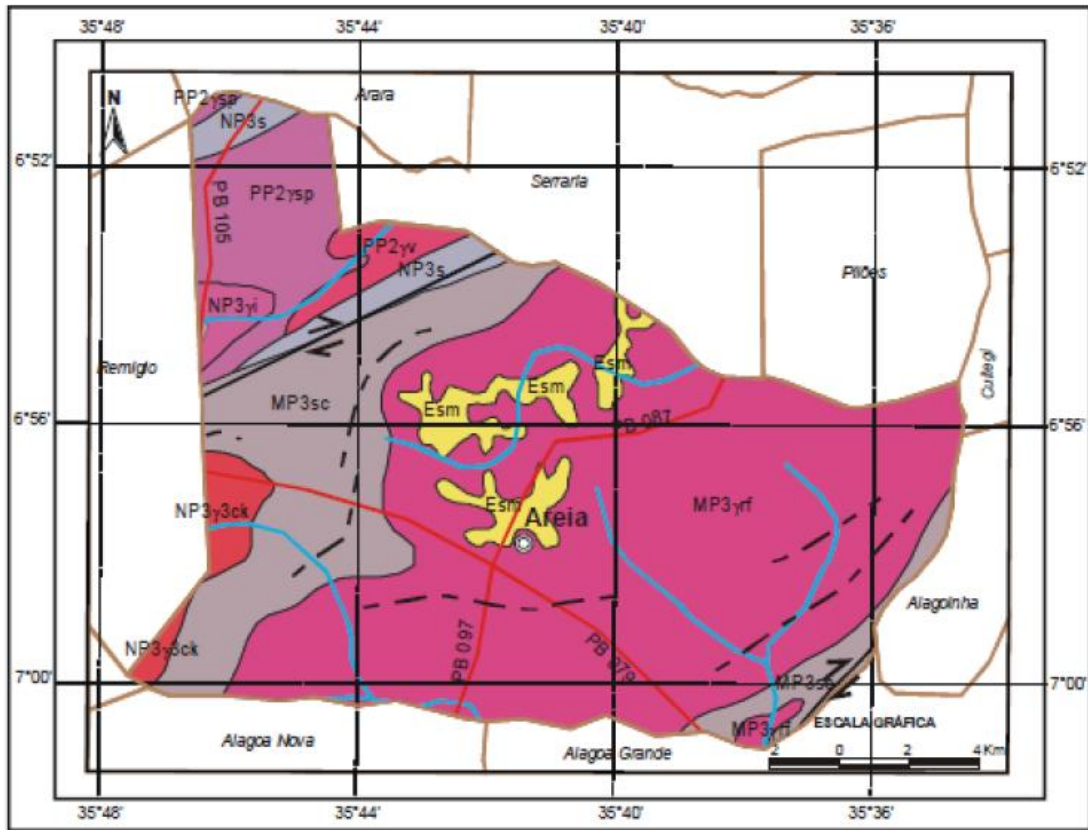 35°48'
35°44'
35°40'
35°36'
N
PP2γsp
NP3s
Arara
6°52'
6°52'
Serraria
PP2γsp
PB 105
PP2γv
NP3s
Pilões
NP3γi
Remígio
Cuitegi
Esm
MP3sc
Esm
Esm
6°56'
PB 087
6°56'
NP3γ3ck
Esm
MP3γrf
Areia
Alagoinha
NP3γ3ck
PB 097
PB 079
7°00'
MP3sc
7°00'
MP3γrf
ESCALA GRÁFICA
Alagoa Nova
Alagoa Grande
2 0 2 4 Km
35°48'
35°44'
35°40'
35°36'